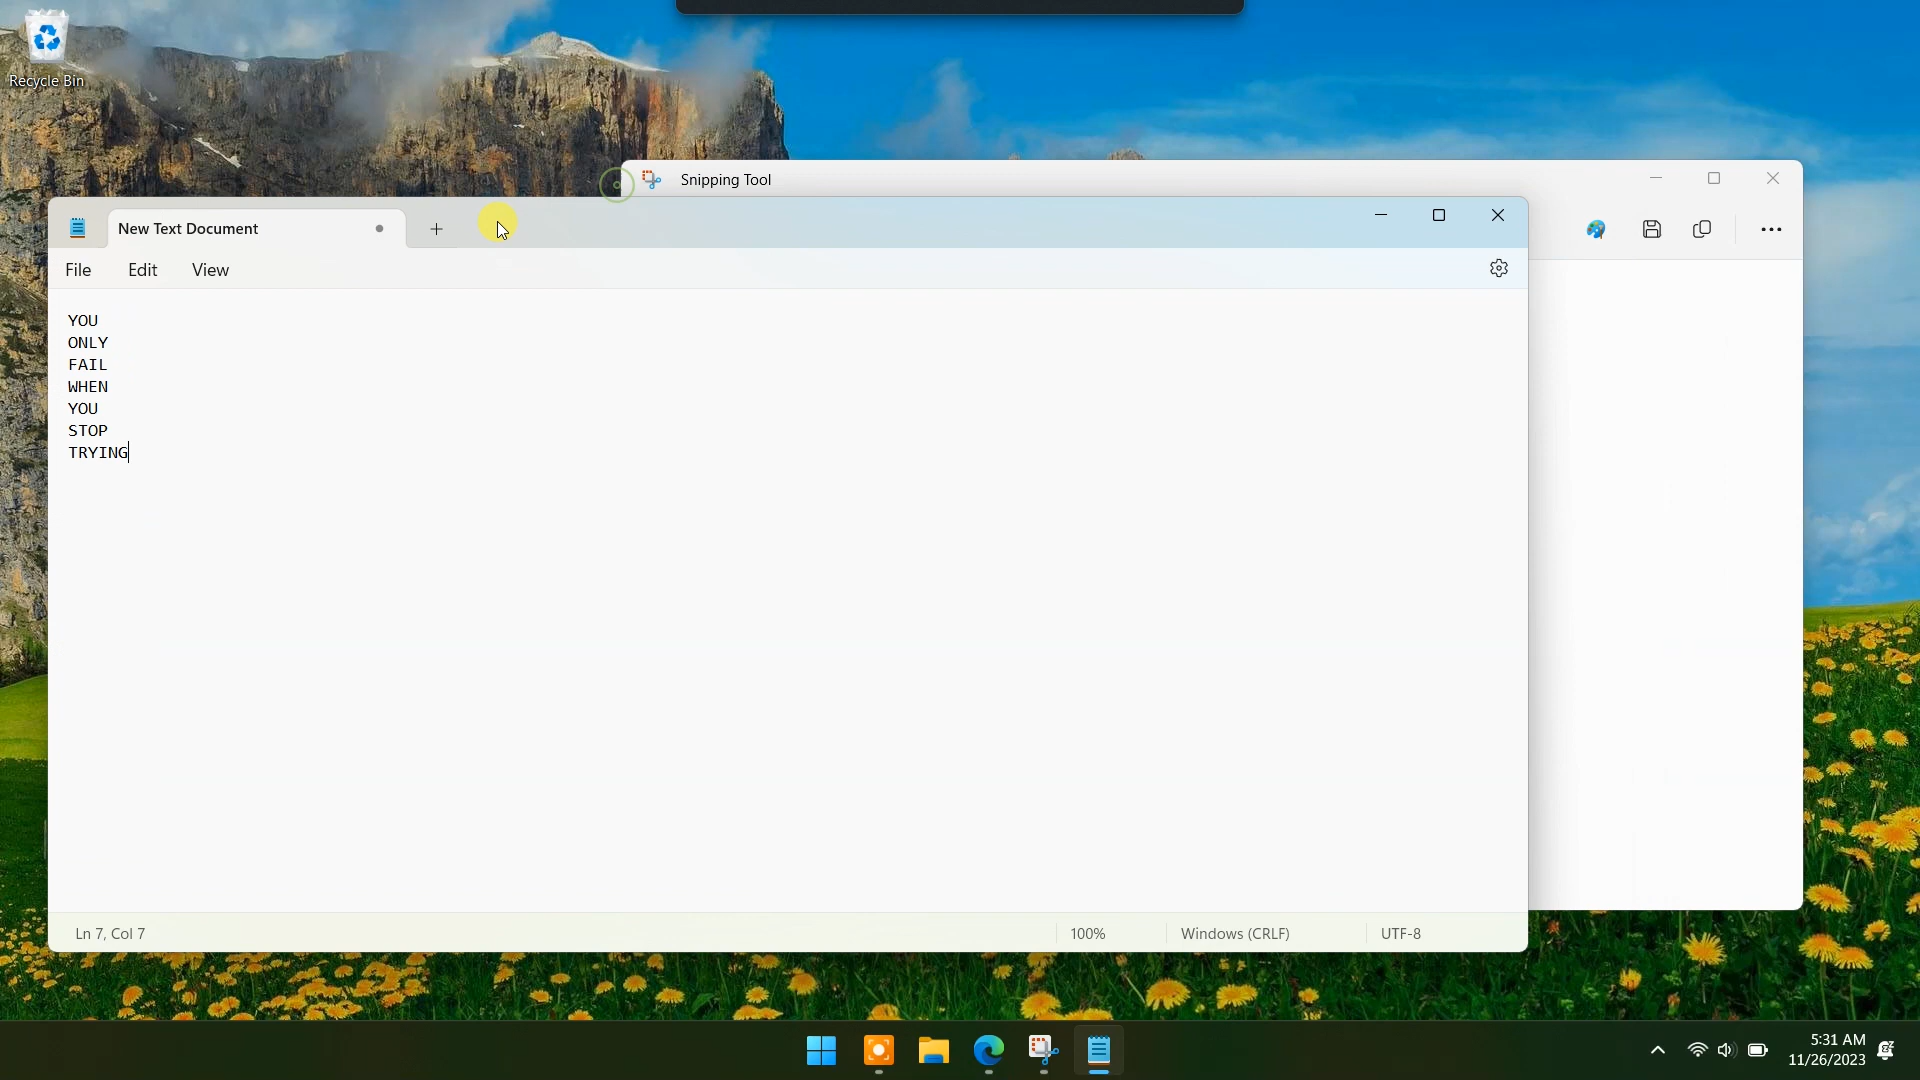 Recycle Bin
Snipping Tool
New Text Document
File Edit View
YOU
ONLY
FAIL
WHEN
YOU
STOP
TRYING
Ln 7, Col 7 100% Windows (CRLF) UTF-8
5:31 AM
11/26/2023